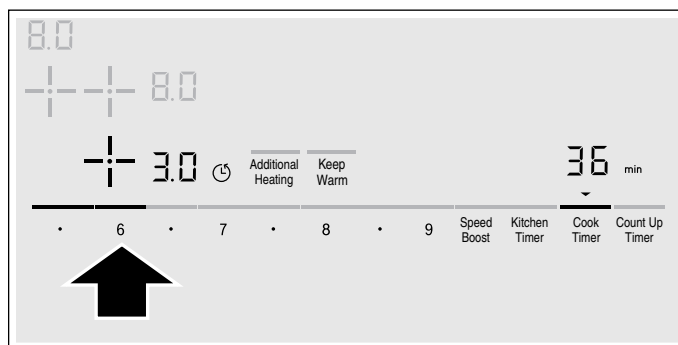 8.0
8.0
3.0 Additional Heating Keep Warm 36 min
· 6 · 7 · 8 · 9 Speed Boost Kitchen Timer Cook Timer Count Up Timer